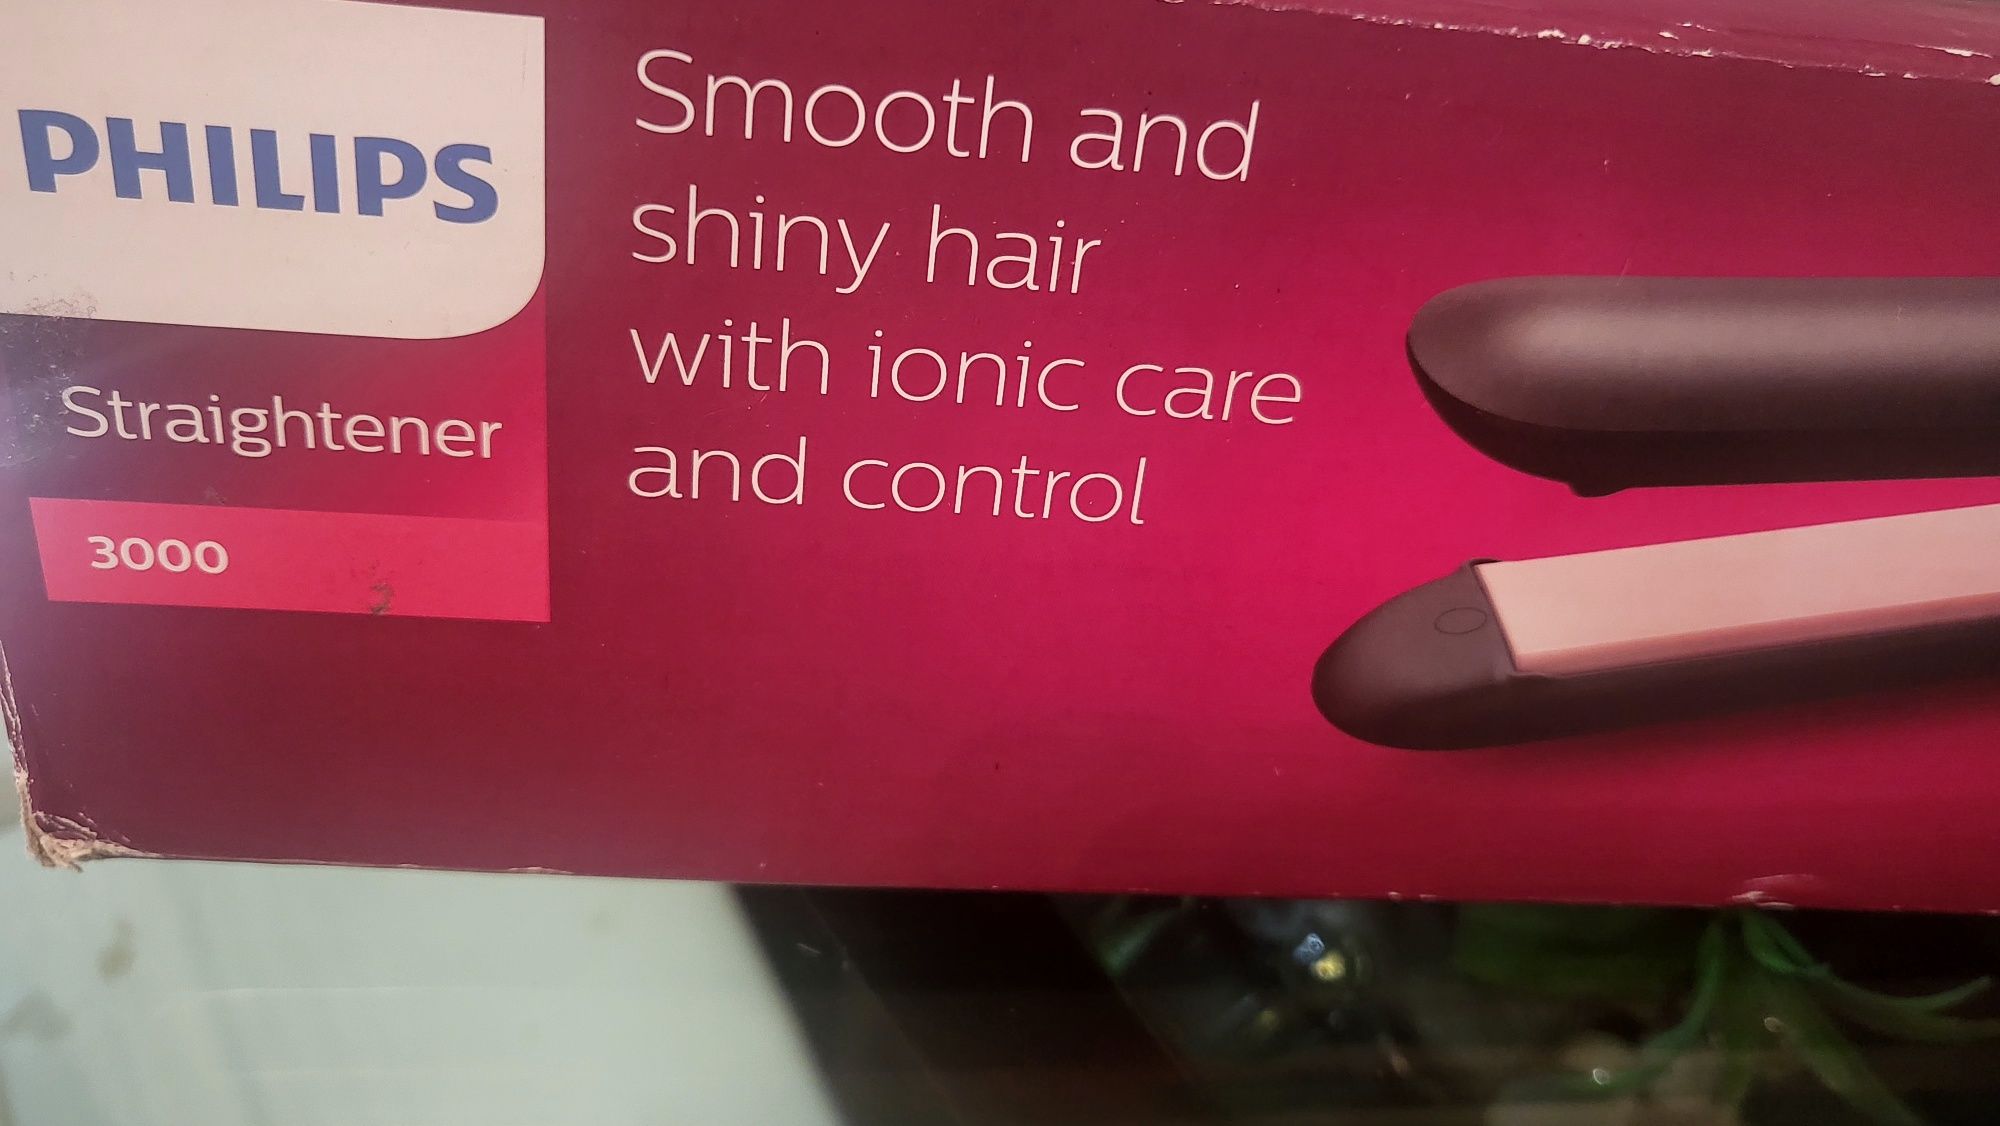 PHILIPS
Straightener
3000
Smooth and
shiny hair
with ionic care
and control